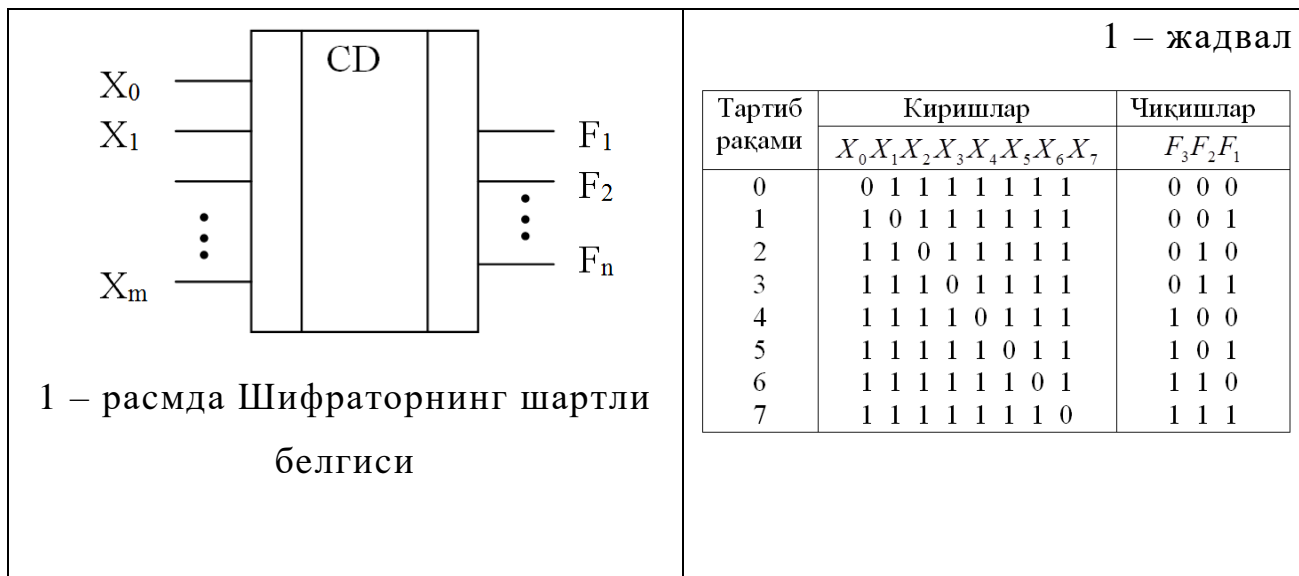 CD
X₀
X₁
Xₘ
F₁
F₂
Fₙ
1 – расмда Шифраторнинг шартли
белгиси
1 – жадвал
Тартиб рақами Киришлар Чиқишлар
X₀X₁X₂X₃X₄X₅X₆X₇ F₃F₂F₁
0 0 1 1 1 1 1 1 1 0 0 0
1 1 0 1 1 1 1 1 1 0 0 1
2 1 1 0 1 1 1 1 1 0 1 0
3 1 1 1 0 1 1 1 1 0 1 1
4 1 1 1 1 0 1 1 1 1 0 0
5 1 1 1 1 1 0 1 1 1 0 1
6 1 1 1 1 1 1 0 1 1 1 0
7 1 1 1 1 1 1 1 0 1 1 1